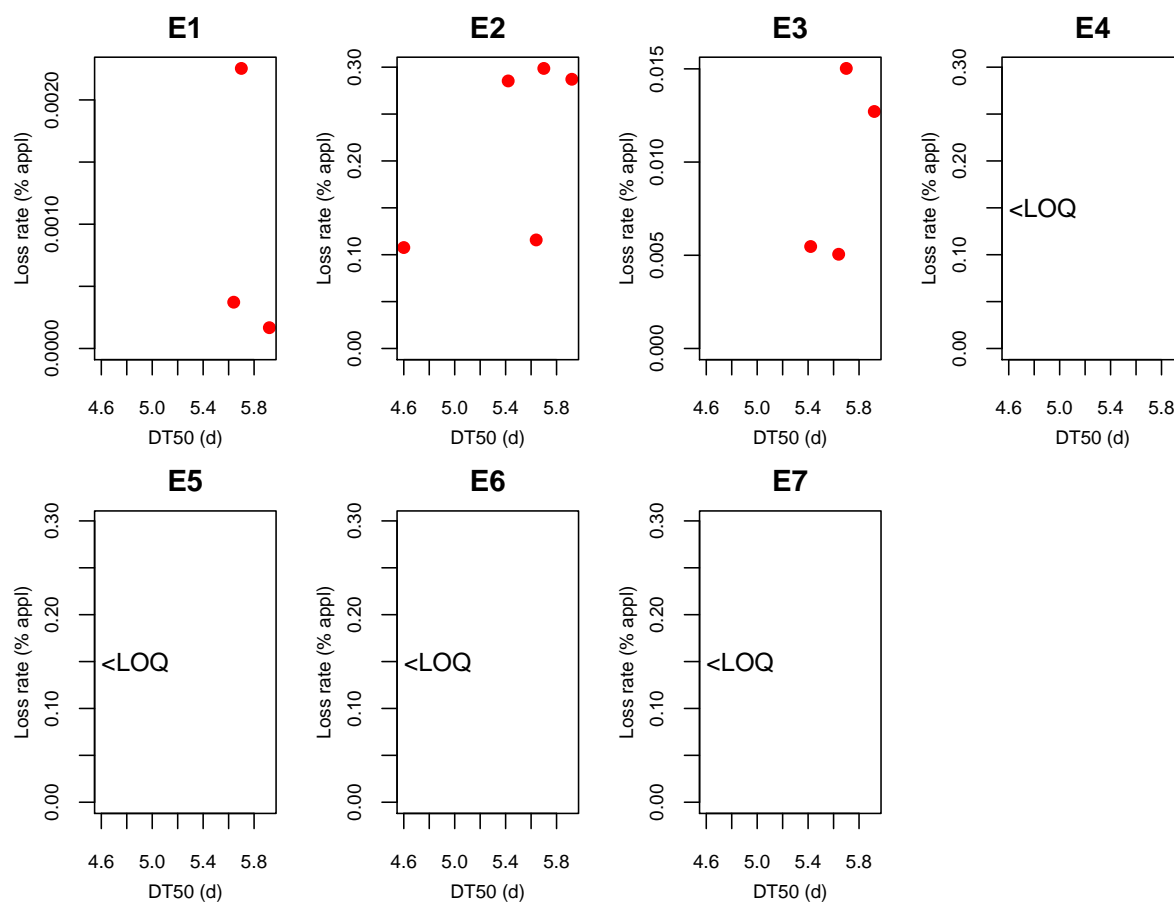 E1
Loss rate (% appl)
0.0020
0.0010
0.0000
4.6 5.0 5.4 5.8
DT50 (d)
E2
Loss rate (% appl)
0.30
0.20
0.10
0.00
4.6 5.0 5.4 5.8
DT50 (d)
E3
Loss rate (% appl)
0.015
0.010
0.005
0.000
4.6 5.0 5.4 5.8
DT50 (d)
E4
Loss rate (% appl)
0.30
0.20
0.10
0.00
<LOQ
4.6 5.0 5.4 5.8
DT50 (d)
E5
Loss rate (% appl)
0.30
0.20
0.10
0.00
<LOQ
4.6 5.0 5.4 5.8
DT50 (d)
E6
Loss rate (% appl)
0.30
0.20
0.10
0.00
<LOQ
4.6 5.0 5.4 5.8
DT50 (d)
E7
Loss rate (% appl)
0.30
0.20
0.10
0.00
<LOQ
4.6 5.0 5.4 5.8
DT50 (d)